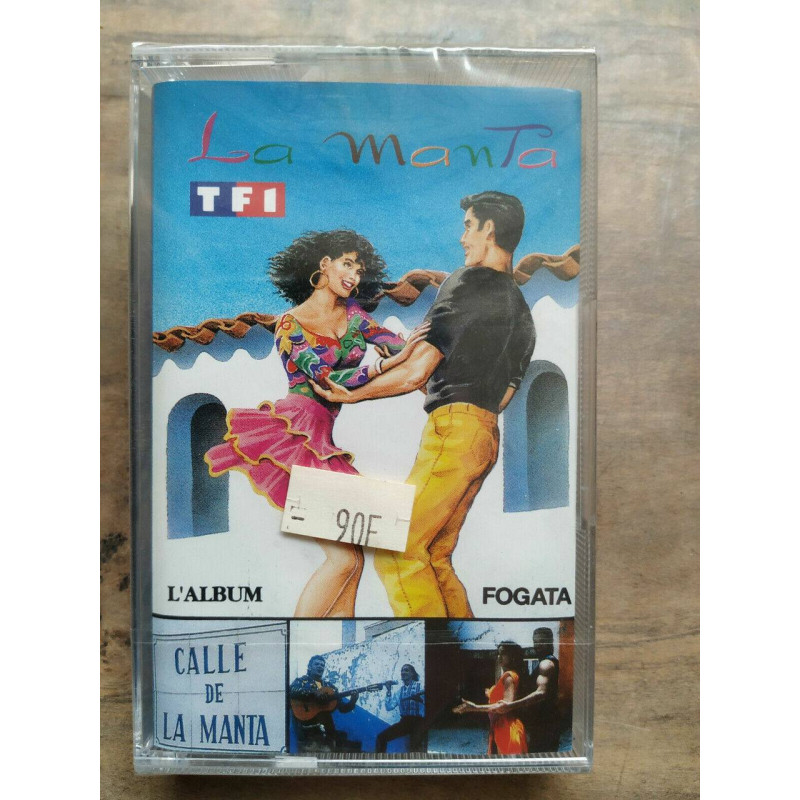 La Manta
TF1
90F
L'ALBUM
FOGATA
CALLE
DE
LA MANTA